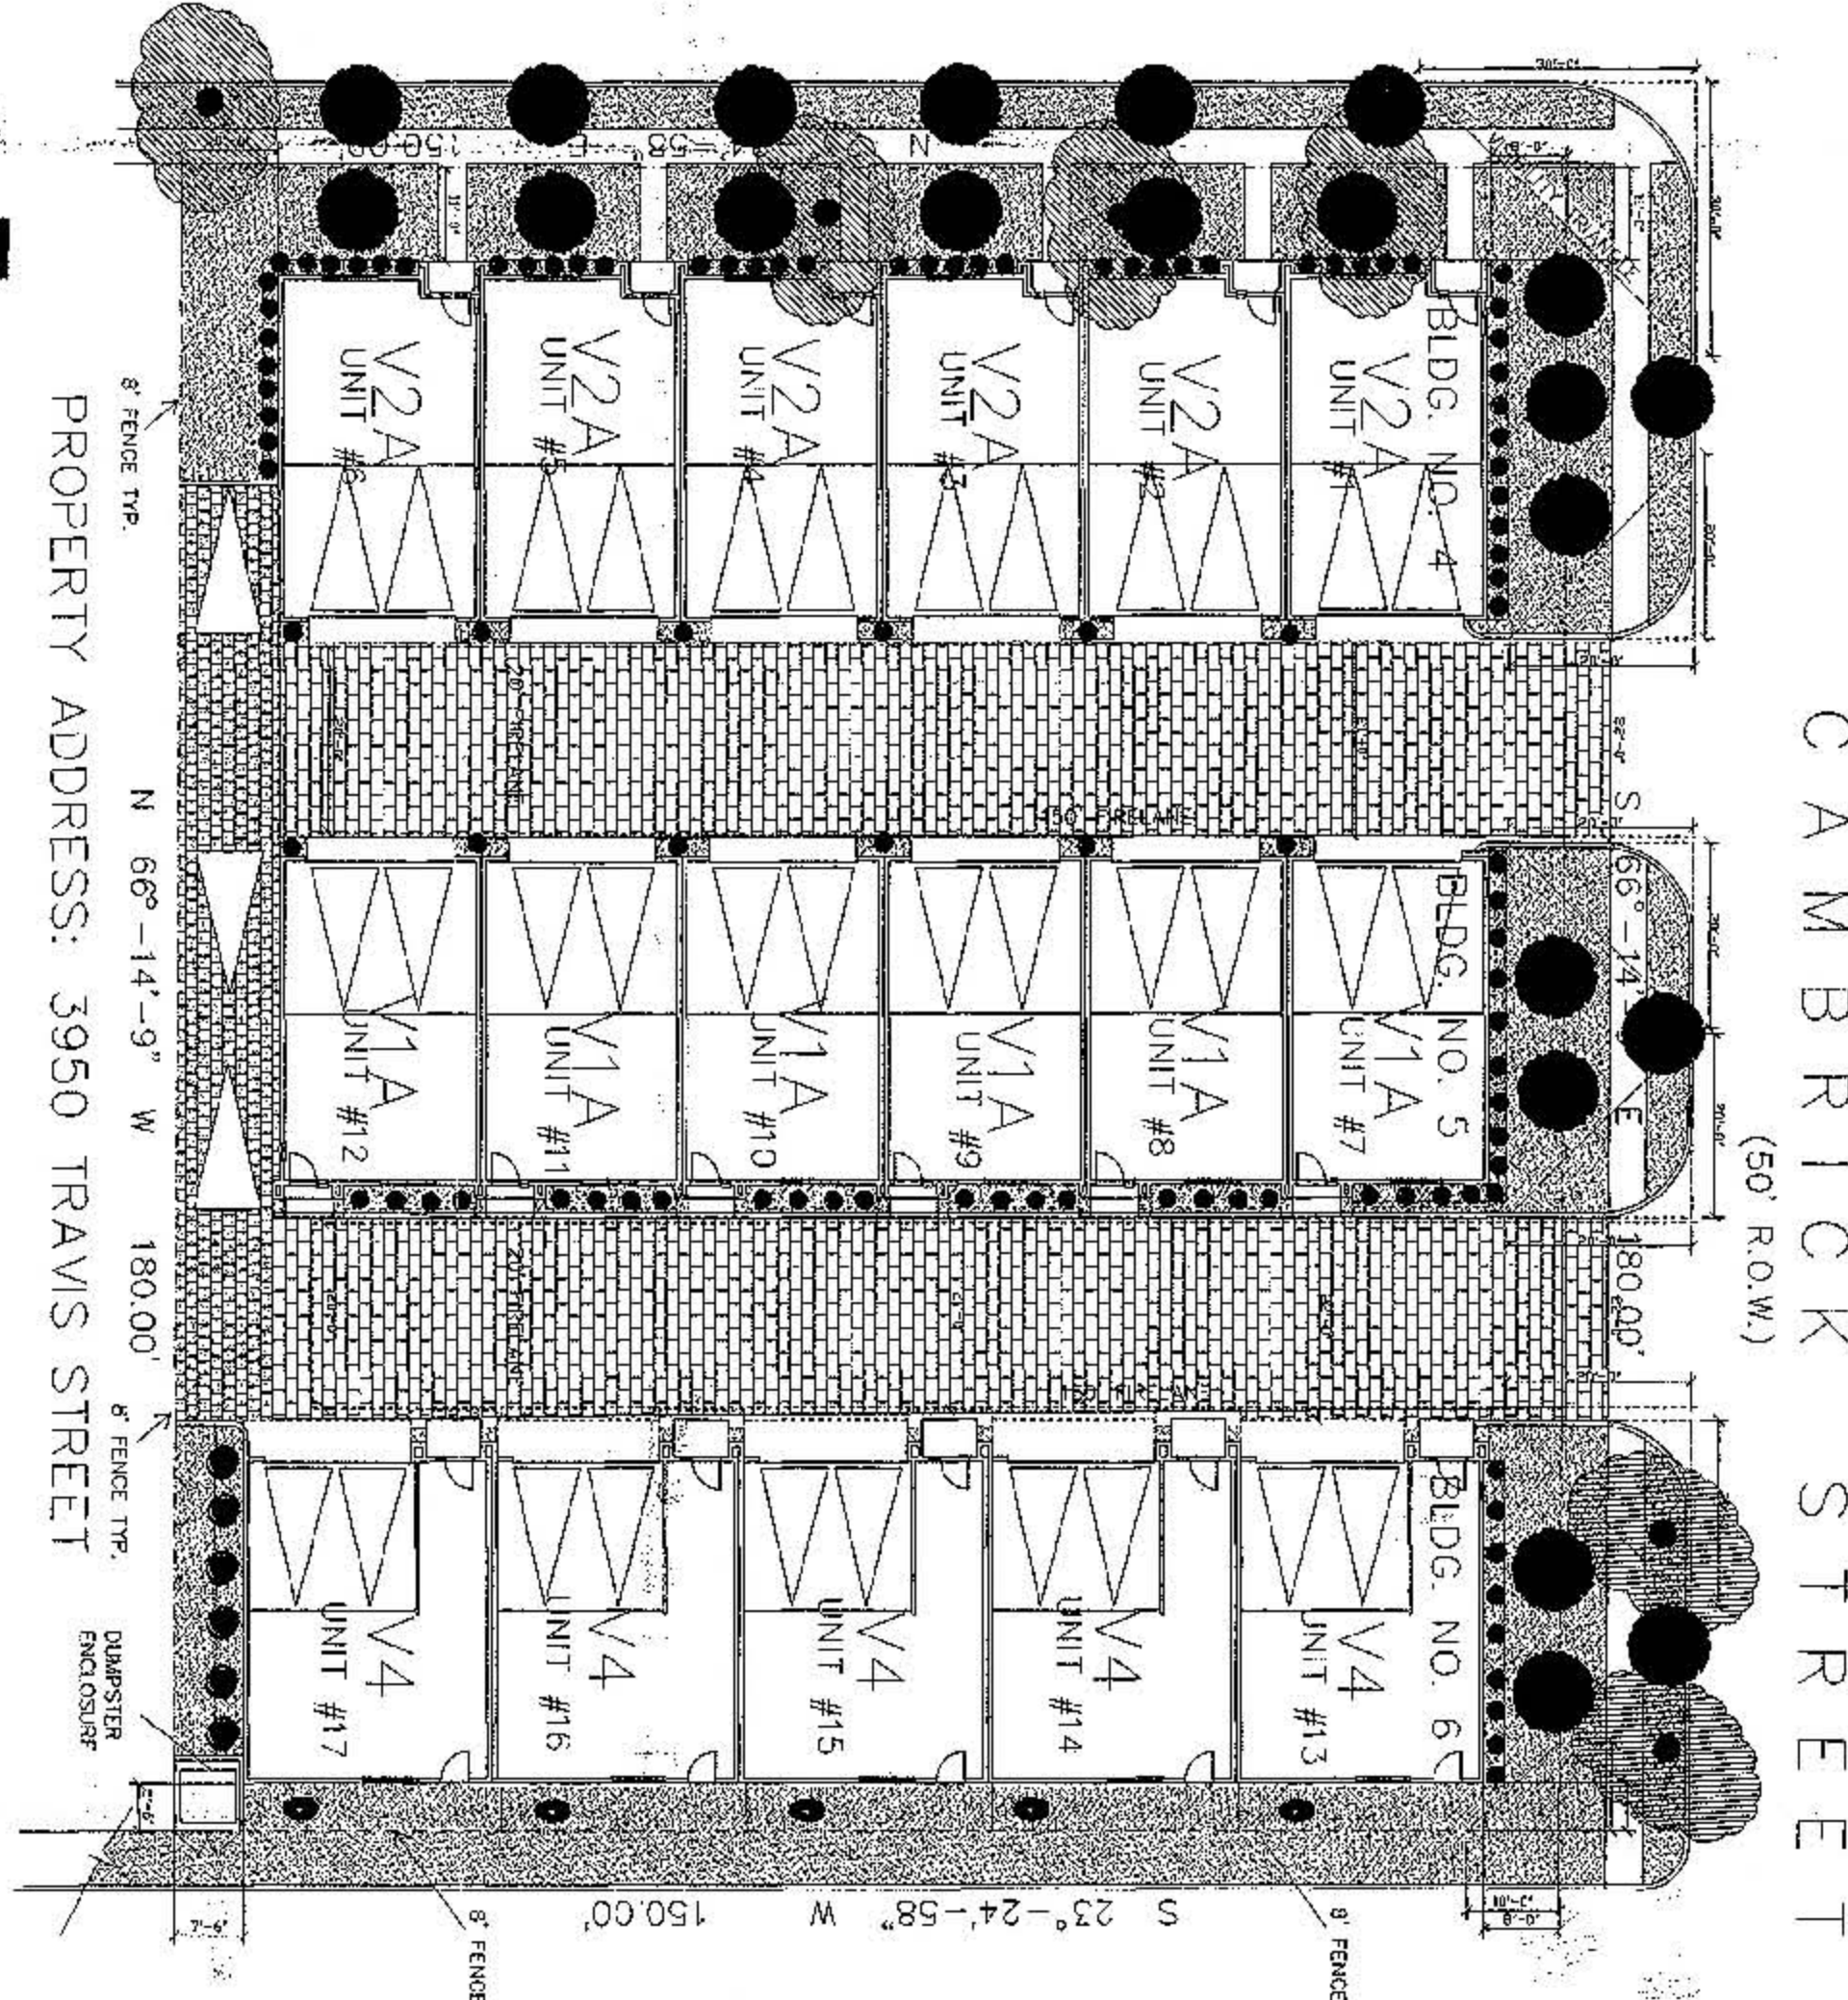 CAMBRICK STREET
(50' R.O.W.)
S 66°-14'-9" E 180.00'
BLDG. NO. 4
V2A
UNIT #1
V2A
UNIT #2
V2A
UNIT #3
V2A
UNIT #4
V2A
UNIT #5
V2A
UNIT #6
20' FIRELANE
150' FIRELANE
BLDG. NO. 5
V1A
UNIT #7
V1A
UNIT #8
V1A
UNIT #9
V1A
UNIT #10
V1A
UNIT #11
V1A
UNIT #12
20' FIRELANE
150' FIRELANE
BLDG. NO. 6
V4
UNIT #13
V4
UNIT #14
V4
UNIT #15
V4
UNIT #16
V4
UNIT #17
S 23°-24'-58" W 150.00'
8' FENCE
8' FENCE
8' FENCE TYP.
N 66°-14'-9" W 180.00'
8' FENCE TYP.
DUMPSTER
ENCLOSURE
PROPERTY ADDRESS: 3950 TRAVIS STREET